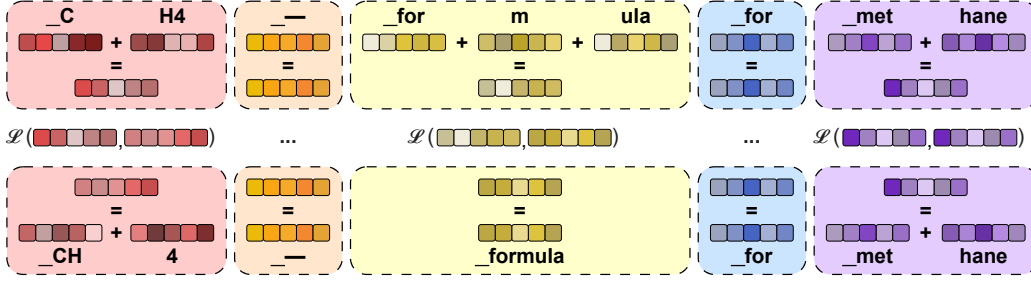 _C H4 _— _for m ula _for _met hane
+ + + +
= = = = =
ℒ( , ) ... ℒ( , ) ... ℒ( , )
= = = = =
+ +
_CH 4 _— _formula _for _met hane